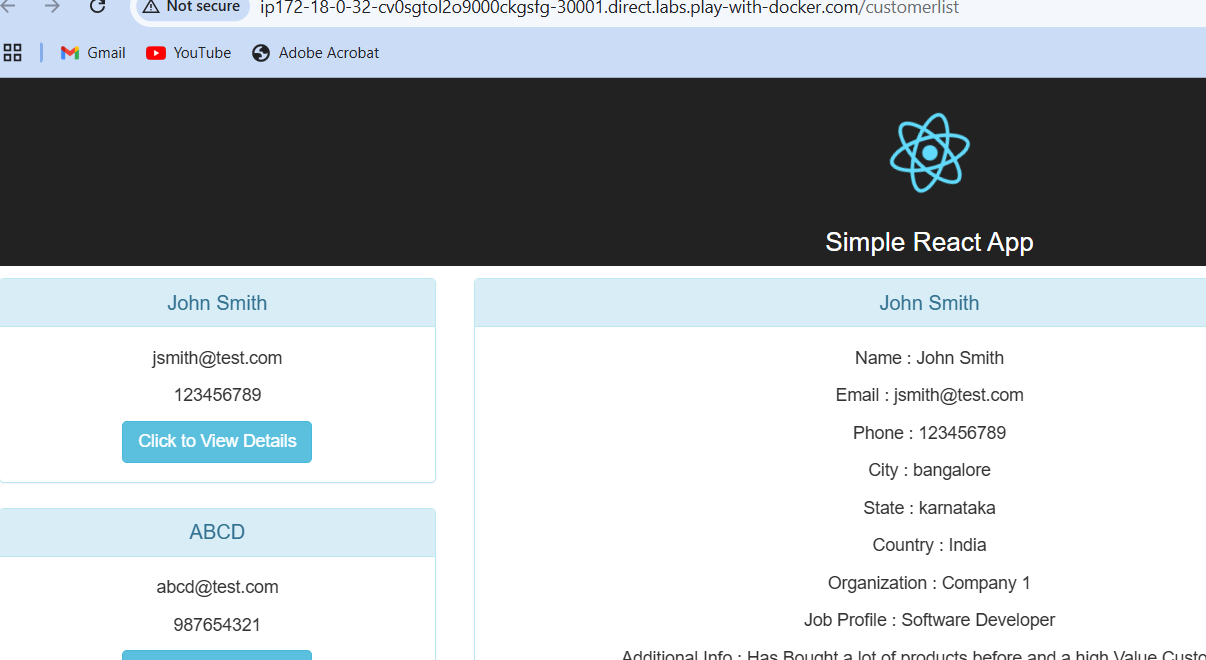 Not secure
ip172-18-0-32-cv0sgtol2o9000ckgsfg-30001.direct.labs.play-with-docker.com/customerlist
Gmail
YouTube
Adobe Acrobat
Simple React App
John Smith
jsmith@test.com
123456789
Click to View Details
ABCD
abcd@test.com
987654321
John Smith
Name : John Smith
Email : jsmith@test.com
Phone : 123456789
City : bangalore
State : karnataka
Country : India
Organization : Company 1
Job Profile : Software Developer
Additional Info : Has Bought a lot of products before and a high Value Custo